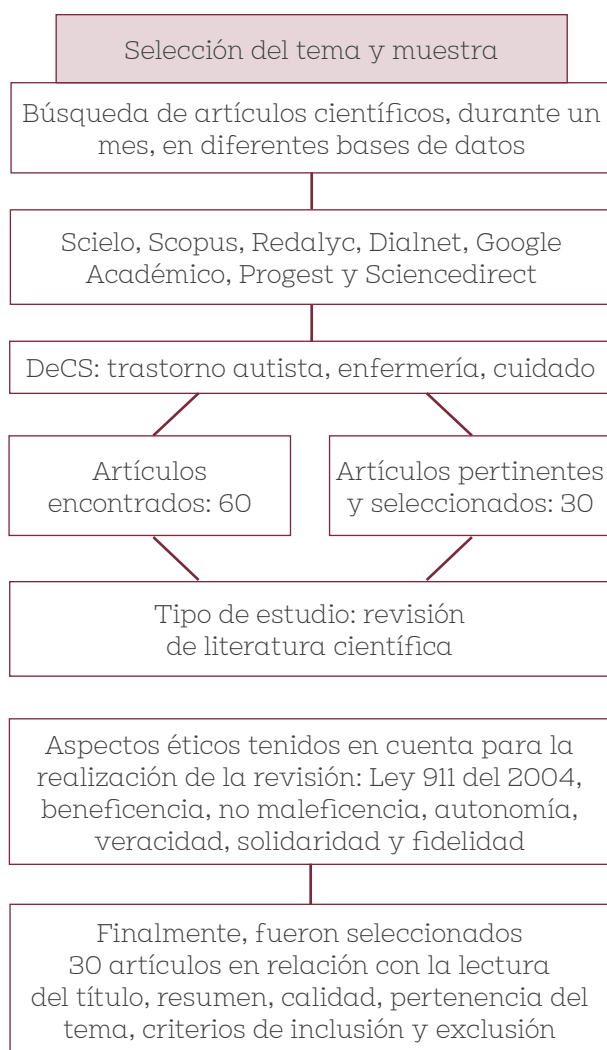 Selección del tema y muestra
Búsqueda de artículos científicos, durante un
mes, en diferentes bases de datos
Scielo, Scopus, Redalyc, Dialnet, Google
Académico, Progest y Sciencedirect
DeCS: trastorno autista, enfermería, cuidado
Artículos
encontrados: 60
Artículos pertinentes
y seleccionados: 30
Tipo de estudio: revisión
de literatura científica
Aspectos éticos tenidos en cuenta para la
realización de la revisión: Ley 911 del 2004,
beneficencia, no maleficencia, autonomía,
veracidad, solidaridad y fidelidad
Finalmente, fueron seleccionados
30 artículos en relación con la lectura
del título, resumen, calidad, pertenencia del
tema, criterios de inclusión y exclusión